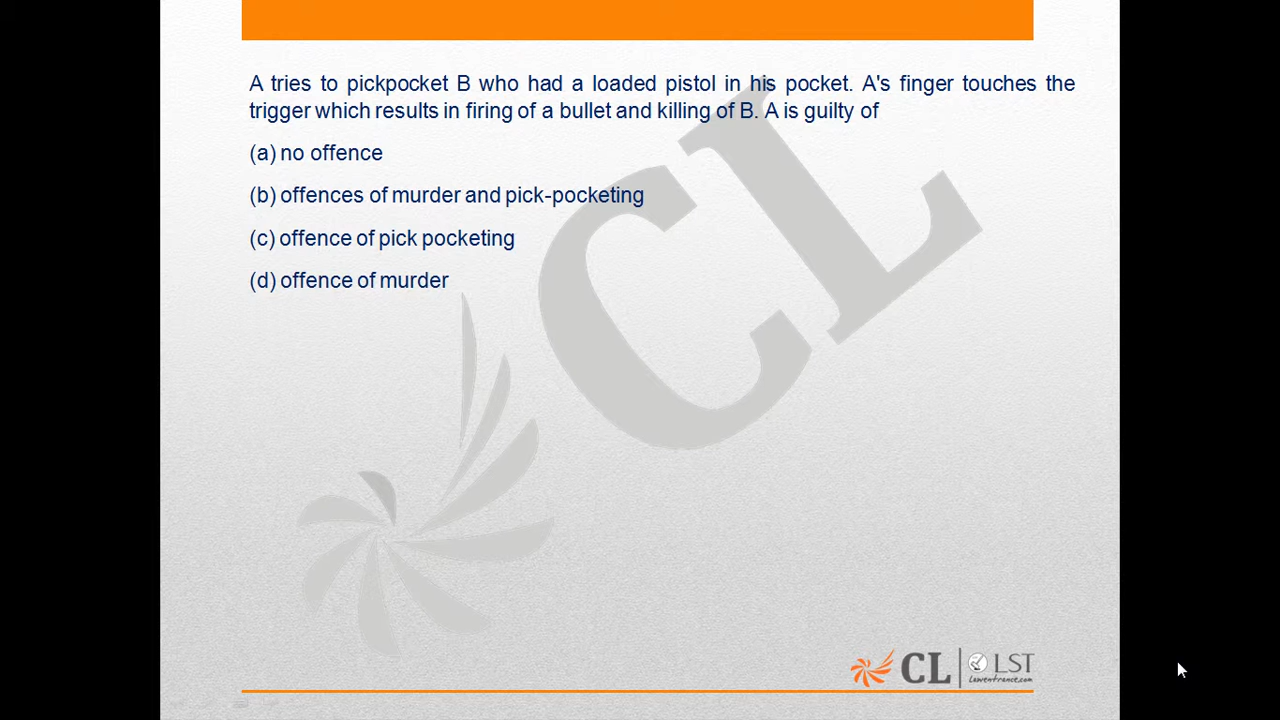 A tries to pickpocket B who had a loaded pistol in his pocket. A's finger touches the
trigger which results in firing of a bullet and killing of B. A is guilty of
(a) no offence
(b) offences of murder and pick-pocketing
(c) offence of pick pocketing
(d) offence of murder
CL
CL LST
Lawentrance.com